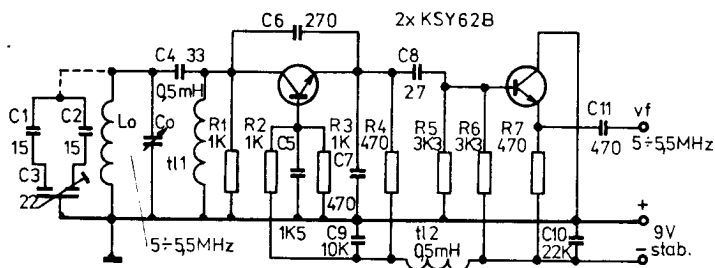 C6 270 2x KSY62B
C4 33
C8
0,5mH
27
C1 C2
15 15
C3
22
Lo
Co
tl1
R1
1K
R2
1K
C5
1K5
R3
1K
C7
470
R4
470
R5
3K3
R6
3K3
R7
470
C11
470
vf
5÷5,5MHz
5÷5,5MHz
C9
10K
tl2
0,5mH
C10
22K
+
9V
−
stab.